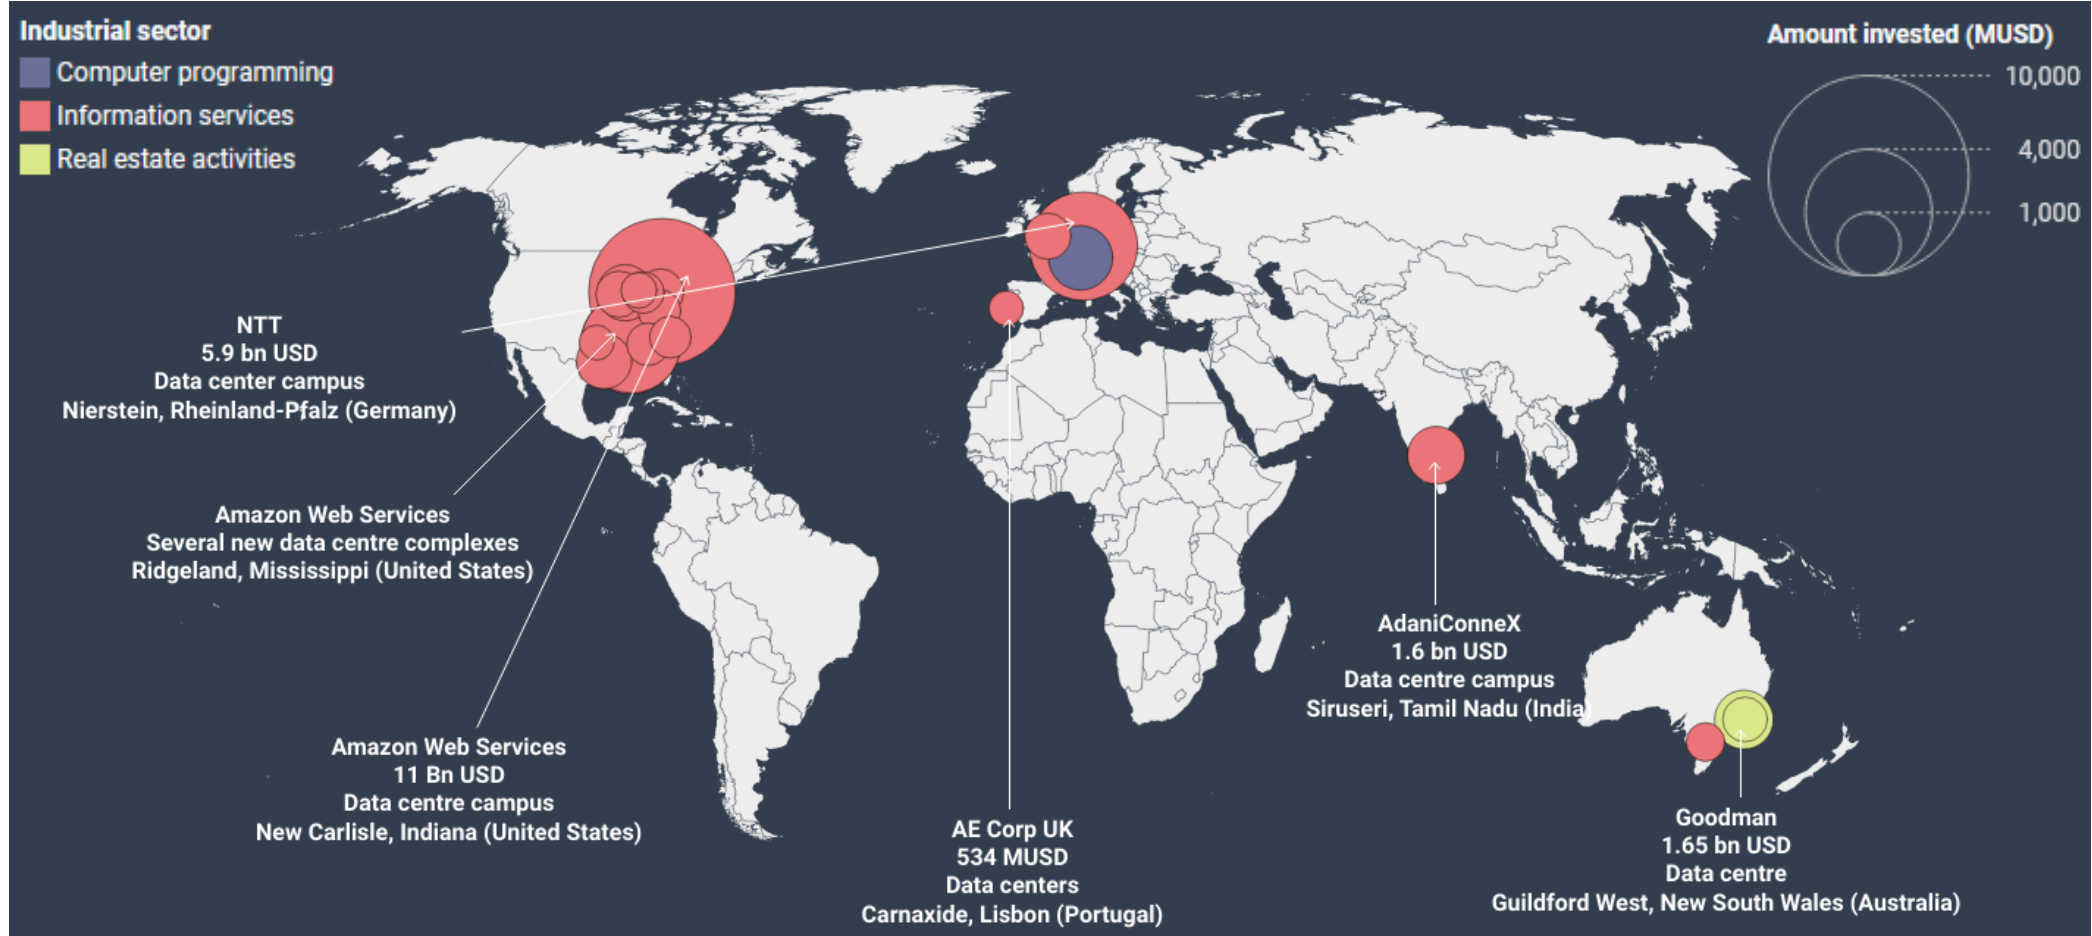 Industrial sector
Computer programming
Information services
Real estate activities
Amount invested (MUSD)
10,000
4,000
1,000
NTT
5.9 bn USD
Data center campus
Nierstein, Rheinland-Pfalz (Germany)
Amazon Web Services
Several new data centre complexes
Ridgeland, Mississippi (United States)
Amazon Web Services
11 Bn USD
Data centre campus
New Carlisle, Indiana (United States)
AE Corp UK
534 MUSD
Data centers
Carnaxide, Lisbon (Portugal)
AdaniConneX
1.6 bn USD
Data centre campus
Siruseri, Tamil Nadu (India)
Goodman
1.65 bn USD
Data centre
Guildford West, New South Wales (Australia)